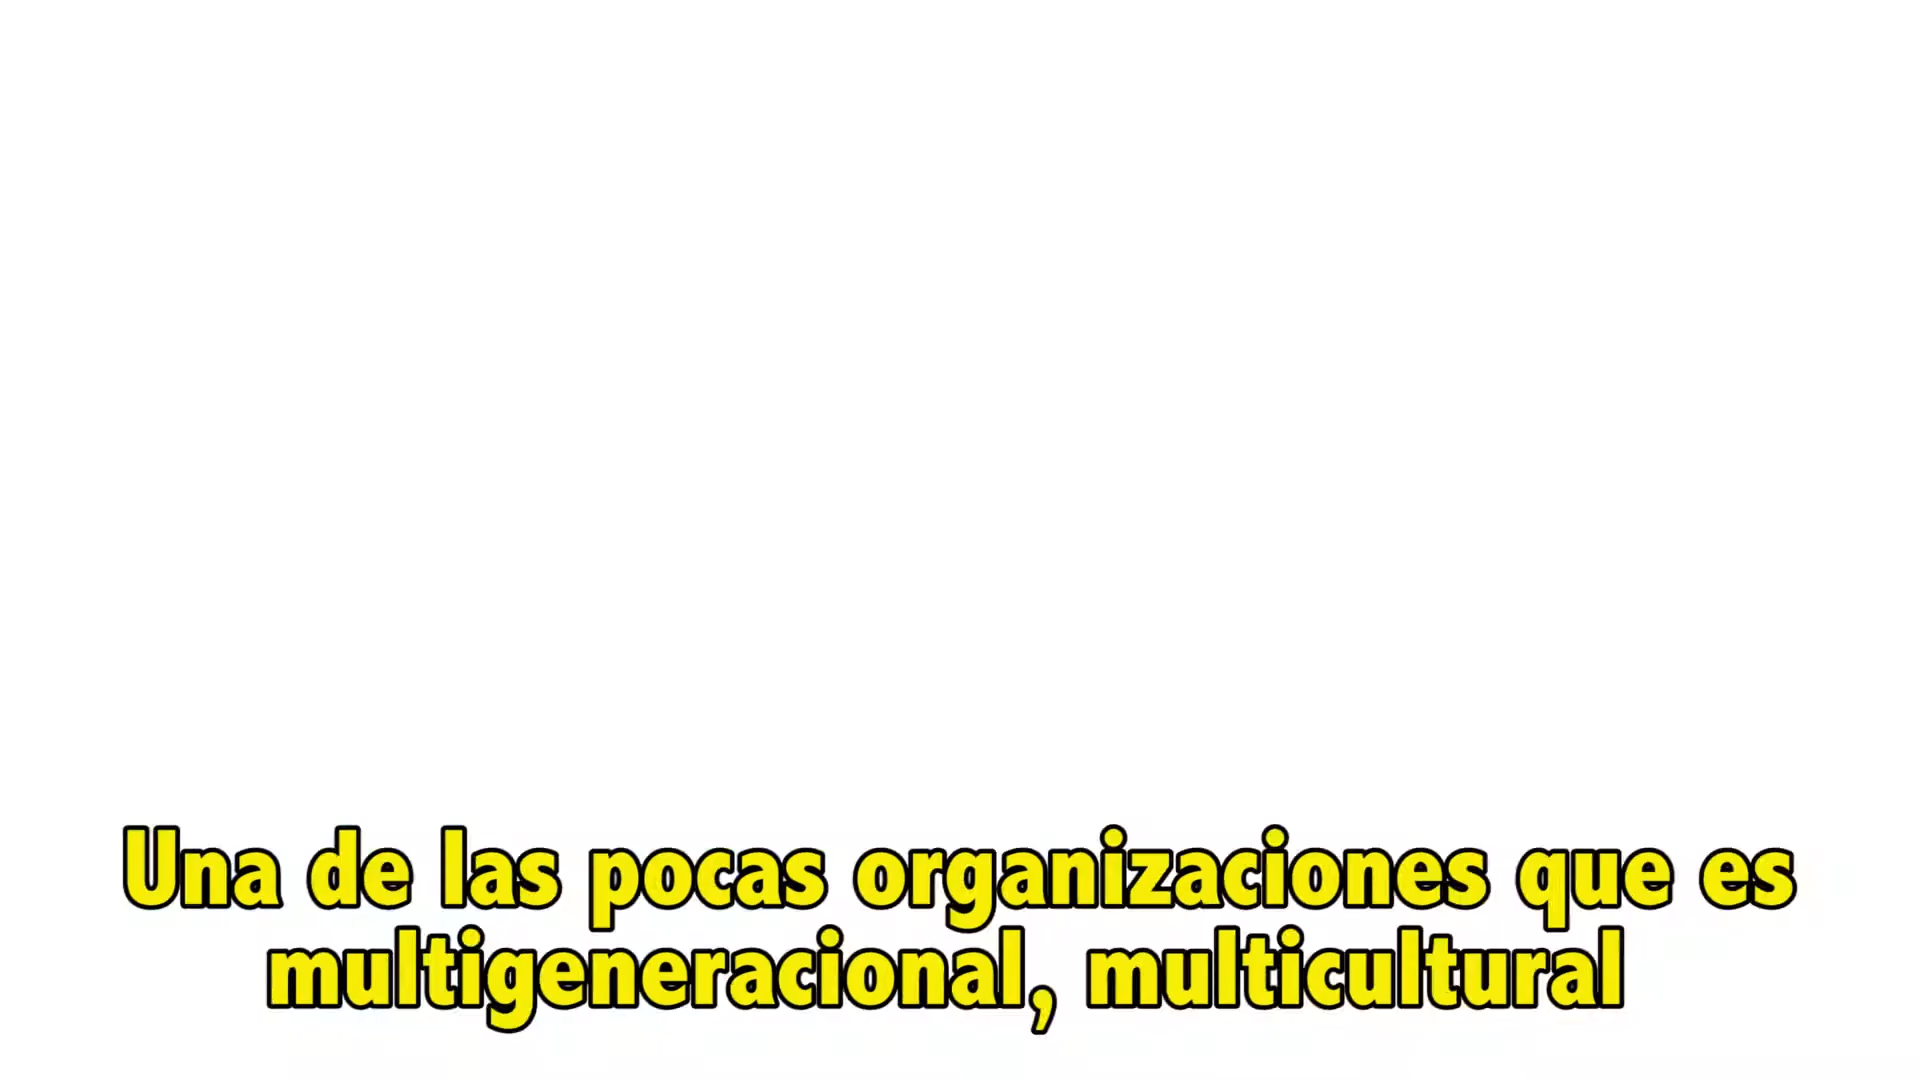 Una de las pocas organizaciones que es
multigeneracional, multicultural